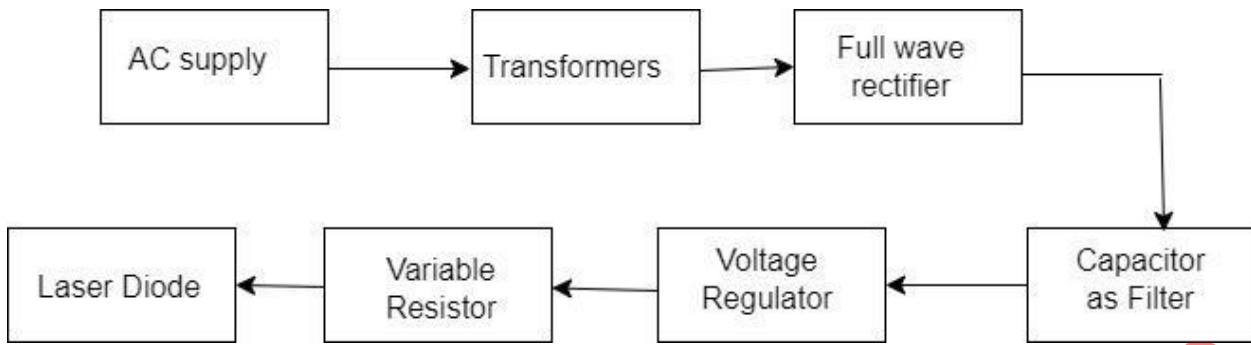 AC supply
Transformers
Full wave
rectifier
Capacitor
as Filter
Voltage
Regulator
Variable
Resistor
Laser Diode